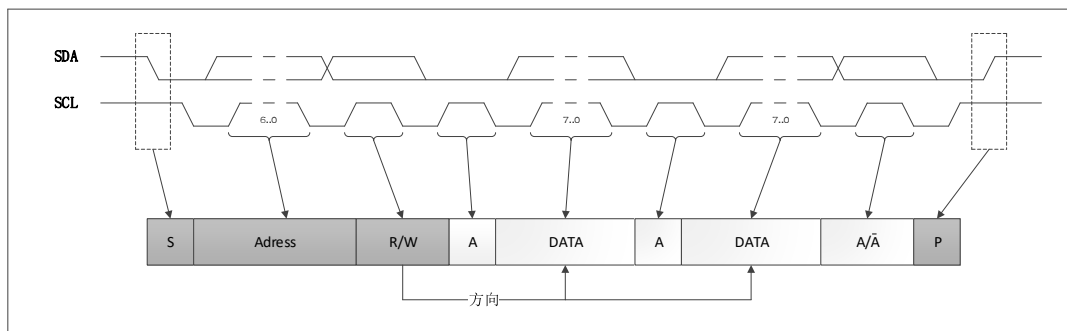 SDA
SCL
6..0
7..0
7..0
S Adress R/W A DATA A DATA A/Ā P
方向